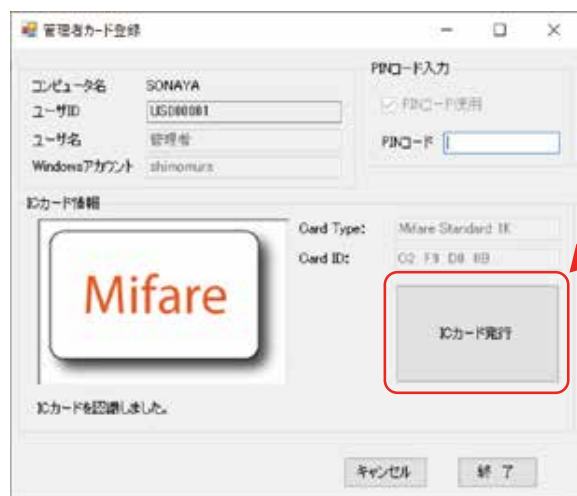 管理者カード登録
コンピュータ名 SONAYA
ユーザID US000001
ユーザ名 管理者
Windowsアカウント shimomura
PINコード入力
PINコード使用
PINコード
ICカード情報
Mifare
Card Type: Mifare Standard 1K
Card ID:
ICカード発行
ICカードを認識しました。
キャンセル
終 了